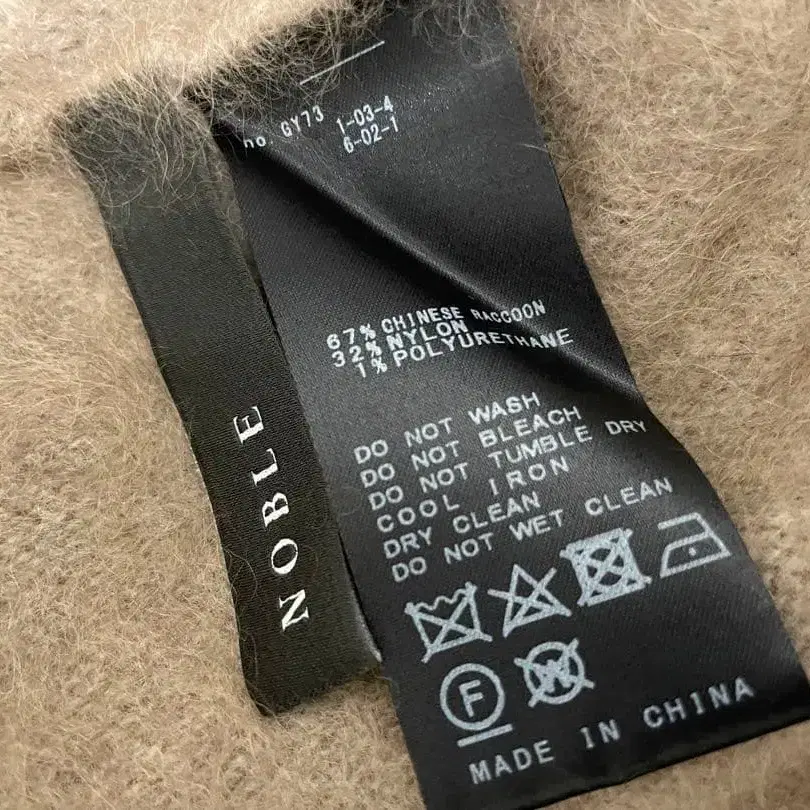 NOBLE
no. GY73 1-03-4
6-02-1
67% CHINESE RACCOON
32% NYLON
1% POLYURETHANE
DO NOT WASH
DO NOT BLEACH
DO NOT TUMBLE DRY
COOL IRON
DRY CLEAN
DO NOT WET CLEAN
F W
MADE IN CHINA